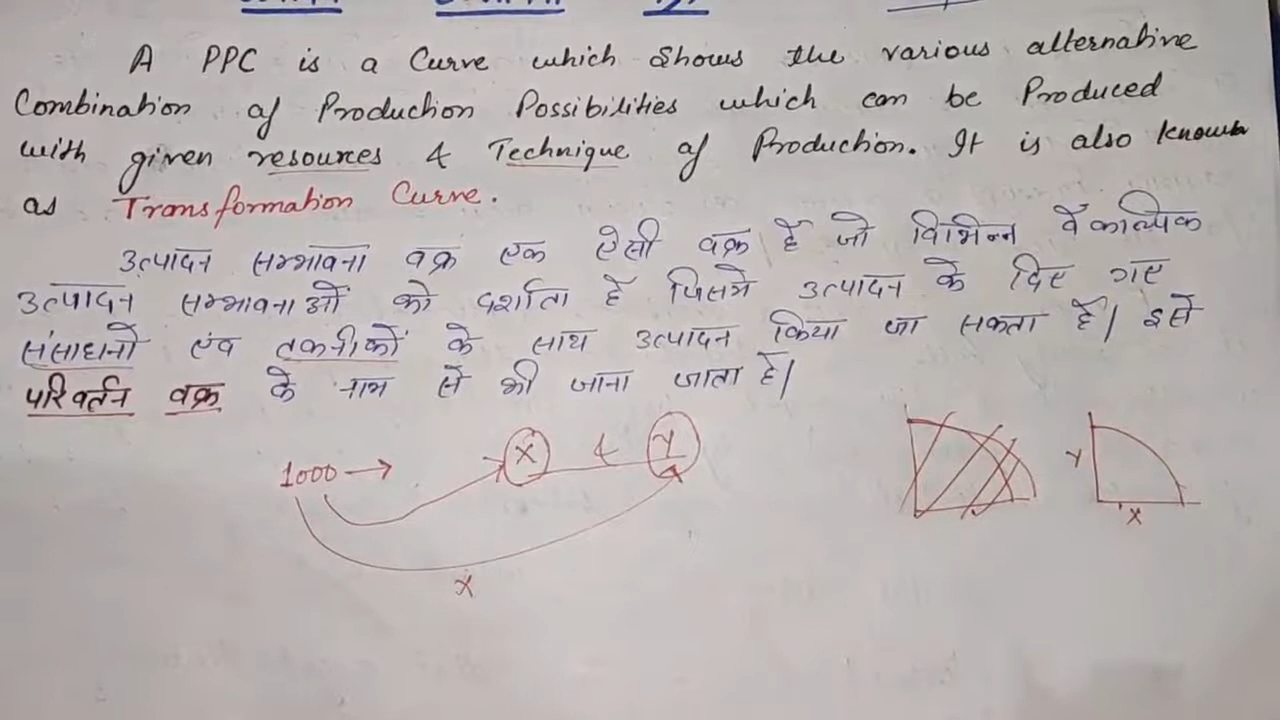 A PPC is a Curve which Shows the various alternative
Combination of Production Possibilities which can be Produced
with given resources & Technique of Production. It is also known
as Transformation Curve.
उत्पादन सम्भावना वक्र एक ऐसी वक्र है जो विभिन्न वैकल्पिक
उत्पादन सम्भावनाओं को दर्शाता है जिसमे उत्पादन के दिए गए
संसाधनों एंव तकनीकों के साथ उत्पादन किया जा सकता है। इसे
परिवर्तन वक्र के नाम से भी जाना जाता है।
1000 → X & Y
X
Y
X